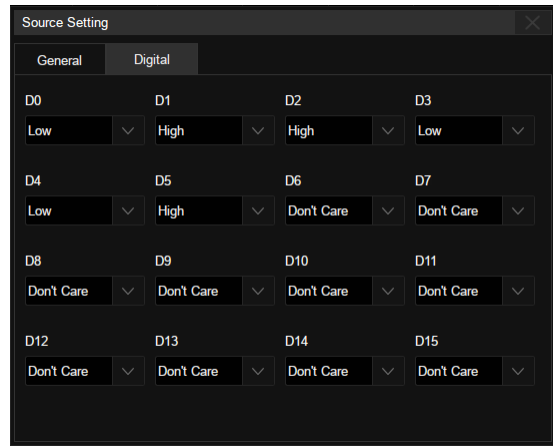 Source Setting
General Digital
D0 D1 D2 D3
Low High High Low
D4 D5 D6 D7
Low High Don't Care Don't Care
D8 D9 D10 D11
Don't Care Don't Care Don't Care Don't Care
D12 D13 D14 D15
Don't Care Don't Care Don't Care Don't Care